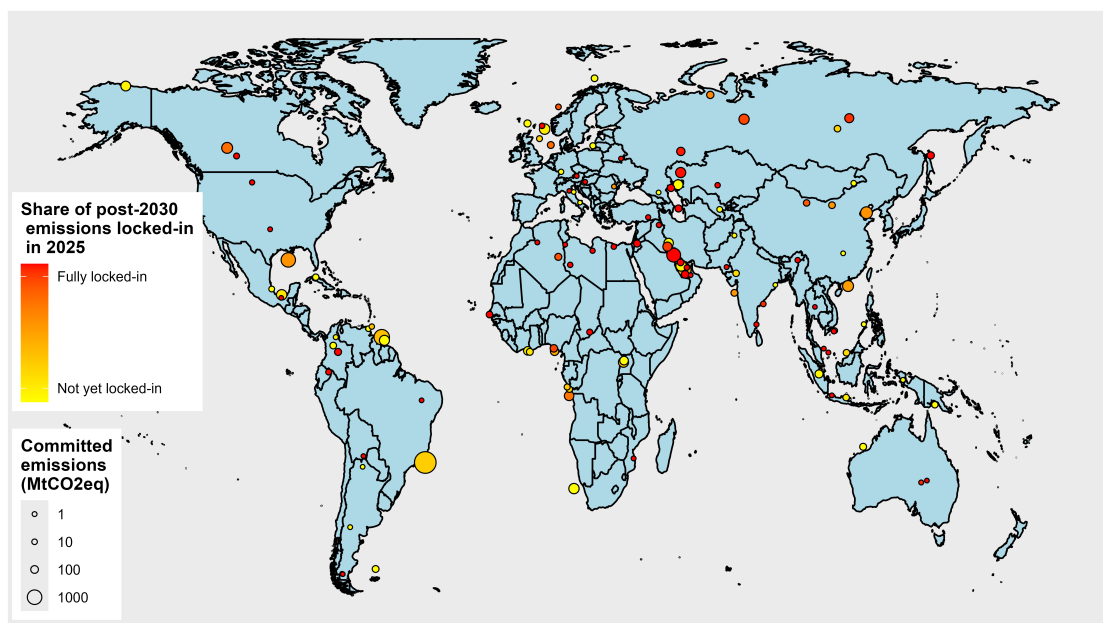 Share of post-2030
emissions locked-in
in 2025
Fully locked-in
Not yet locked-in
Committed
emissions
(MtCO2eq)
1
10
100
1000